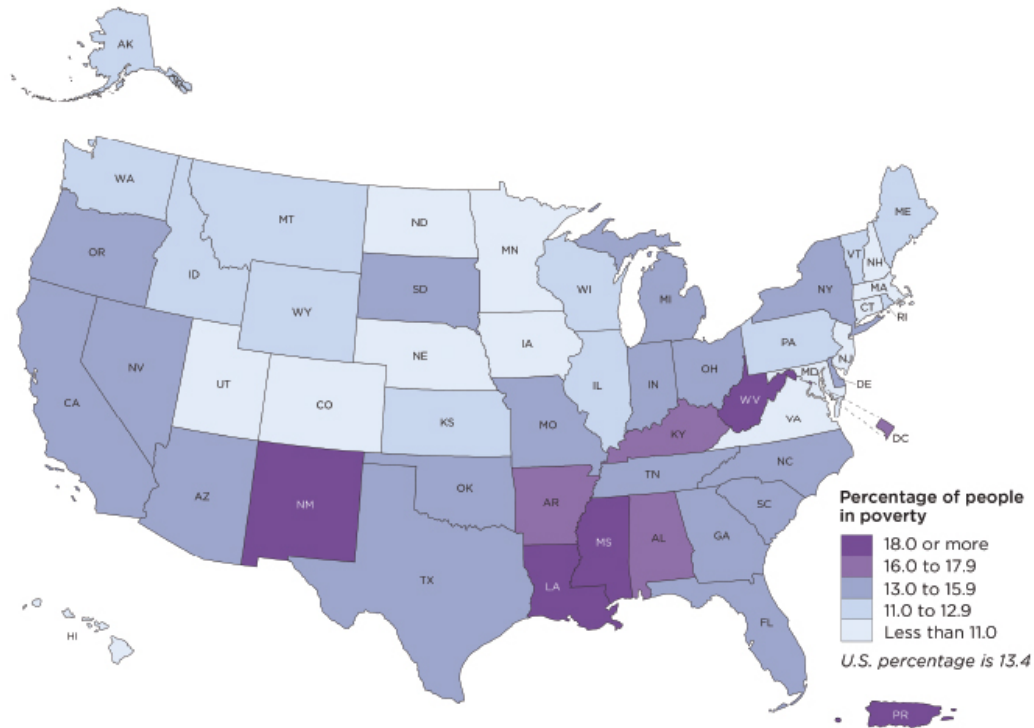 AK
WA
MT
ND
MN
ME
OR
ID
WY
SD
WI
MI
NY
VT
NH
MA
CT
RI
NV
UT
CO
NE
IA
IL
IN
OH
PA
NJ
MD
DE
CA
KS
MO
KY
WV
VA
DC
AZ
NM
OK
AR
TN
NC
SC
TX
LA
MS
AL
GA
FL
HI
PR
Percentage of people
in poverty
18.0 or more
16.0 to 17.9
13.0 to 15.9
11.0 to 12.9
Less than 11.0
U.S. percentage is 13.4